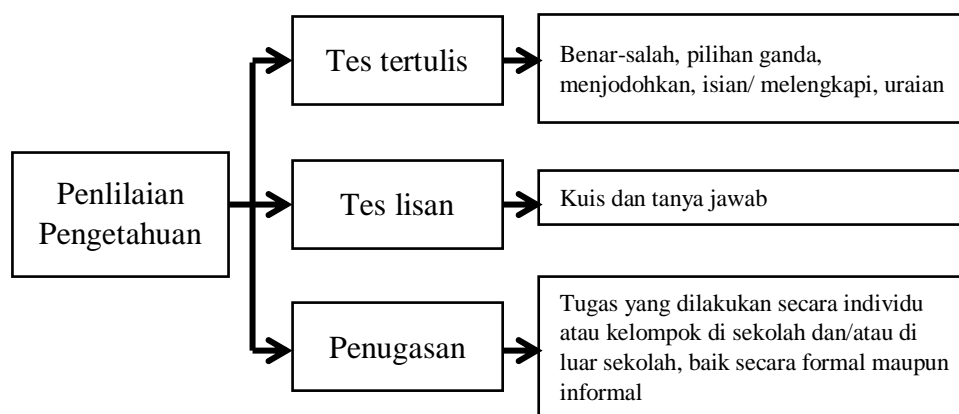 Tes tertulis
Benar-salah, pilihan ganda,
menjodohkan, isian/ melengkapi, uraian
Penlilaian
Pengetahuan
Tes lisan
Kuis dan tanya jawab
Penugasan
Tugas yang dilakukan secara individu
atau kelompok di sekolah dan/atau di
luar sekolah, baik secara formal maupun
informal